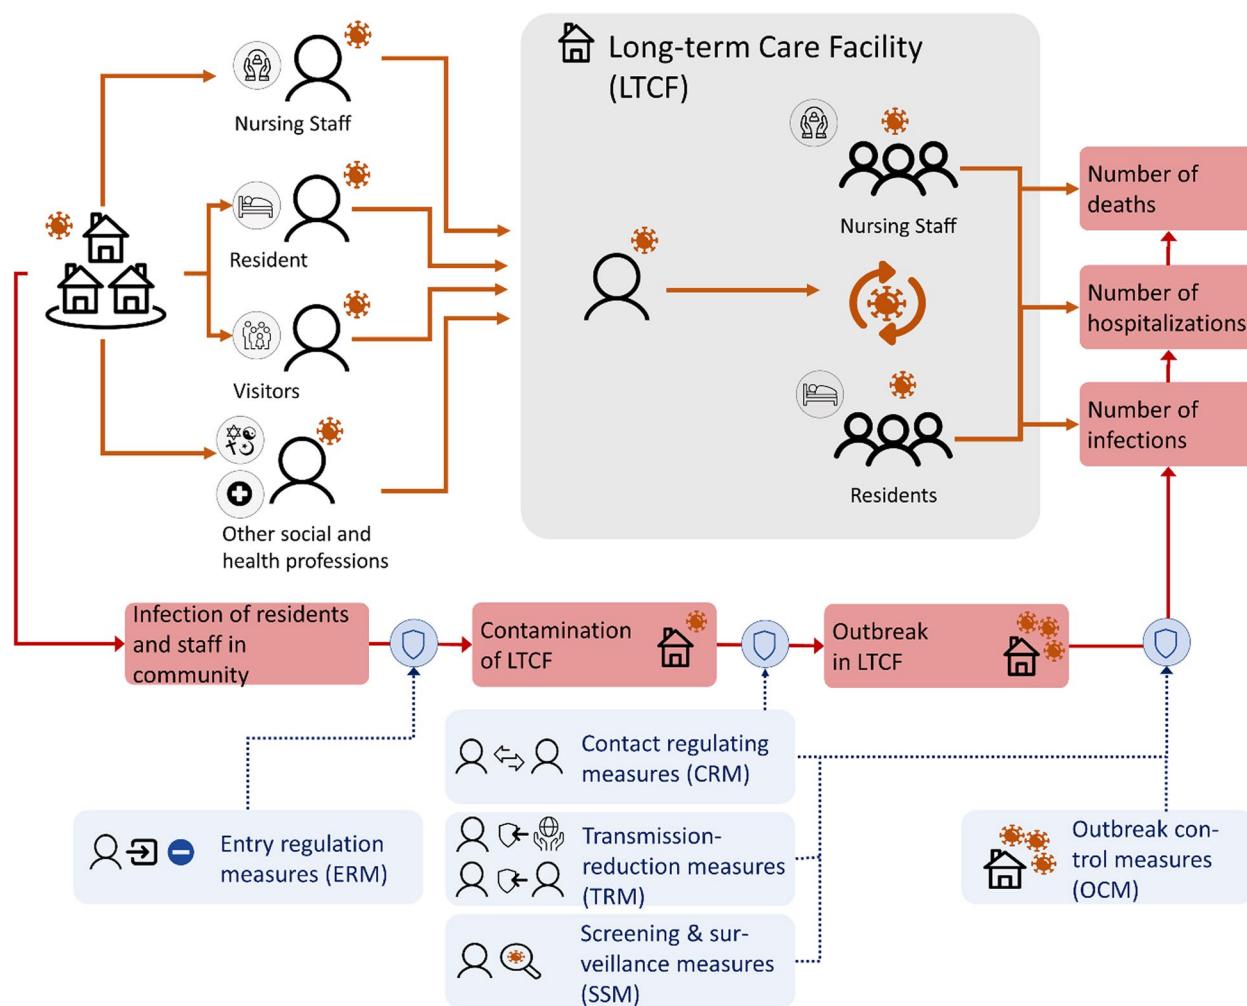 Long-term Care Facility
(LTCF)
Nursing Staff
Resident
Visitors
Other social and
health professions
Nursing Staff
Residents
Number of
deaths
Number of
hospitalizations
Number of
infections
Infection of residents
and staff in
community
Contamination
of LTCF
Outbreak
in LTCF
Contact regulating
measures (CRM)
Entry regulation
measures (ERM)
Transmission-
reduction measures
(TRM)
Outbreak con-
trol measures
(OCM)
Screening & sur-
veillance measures
(SSM)